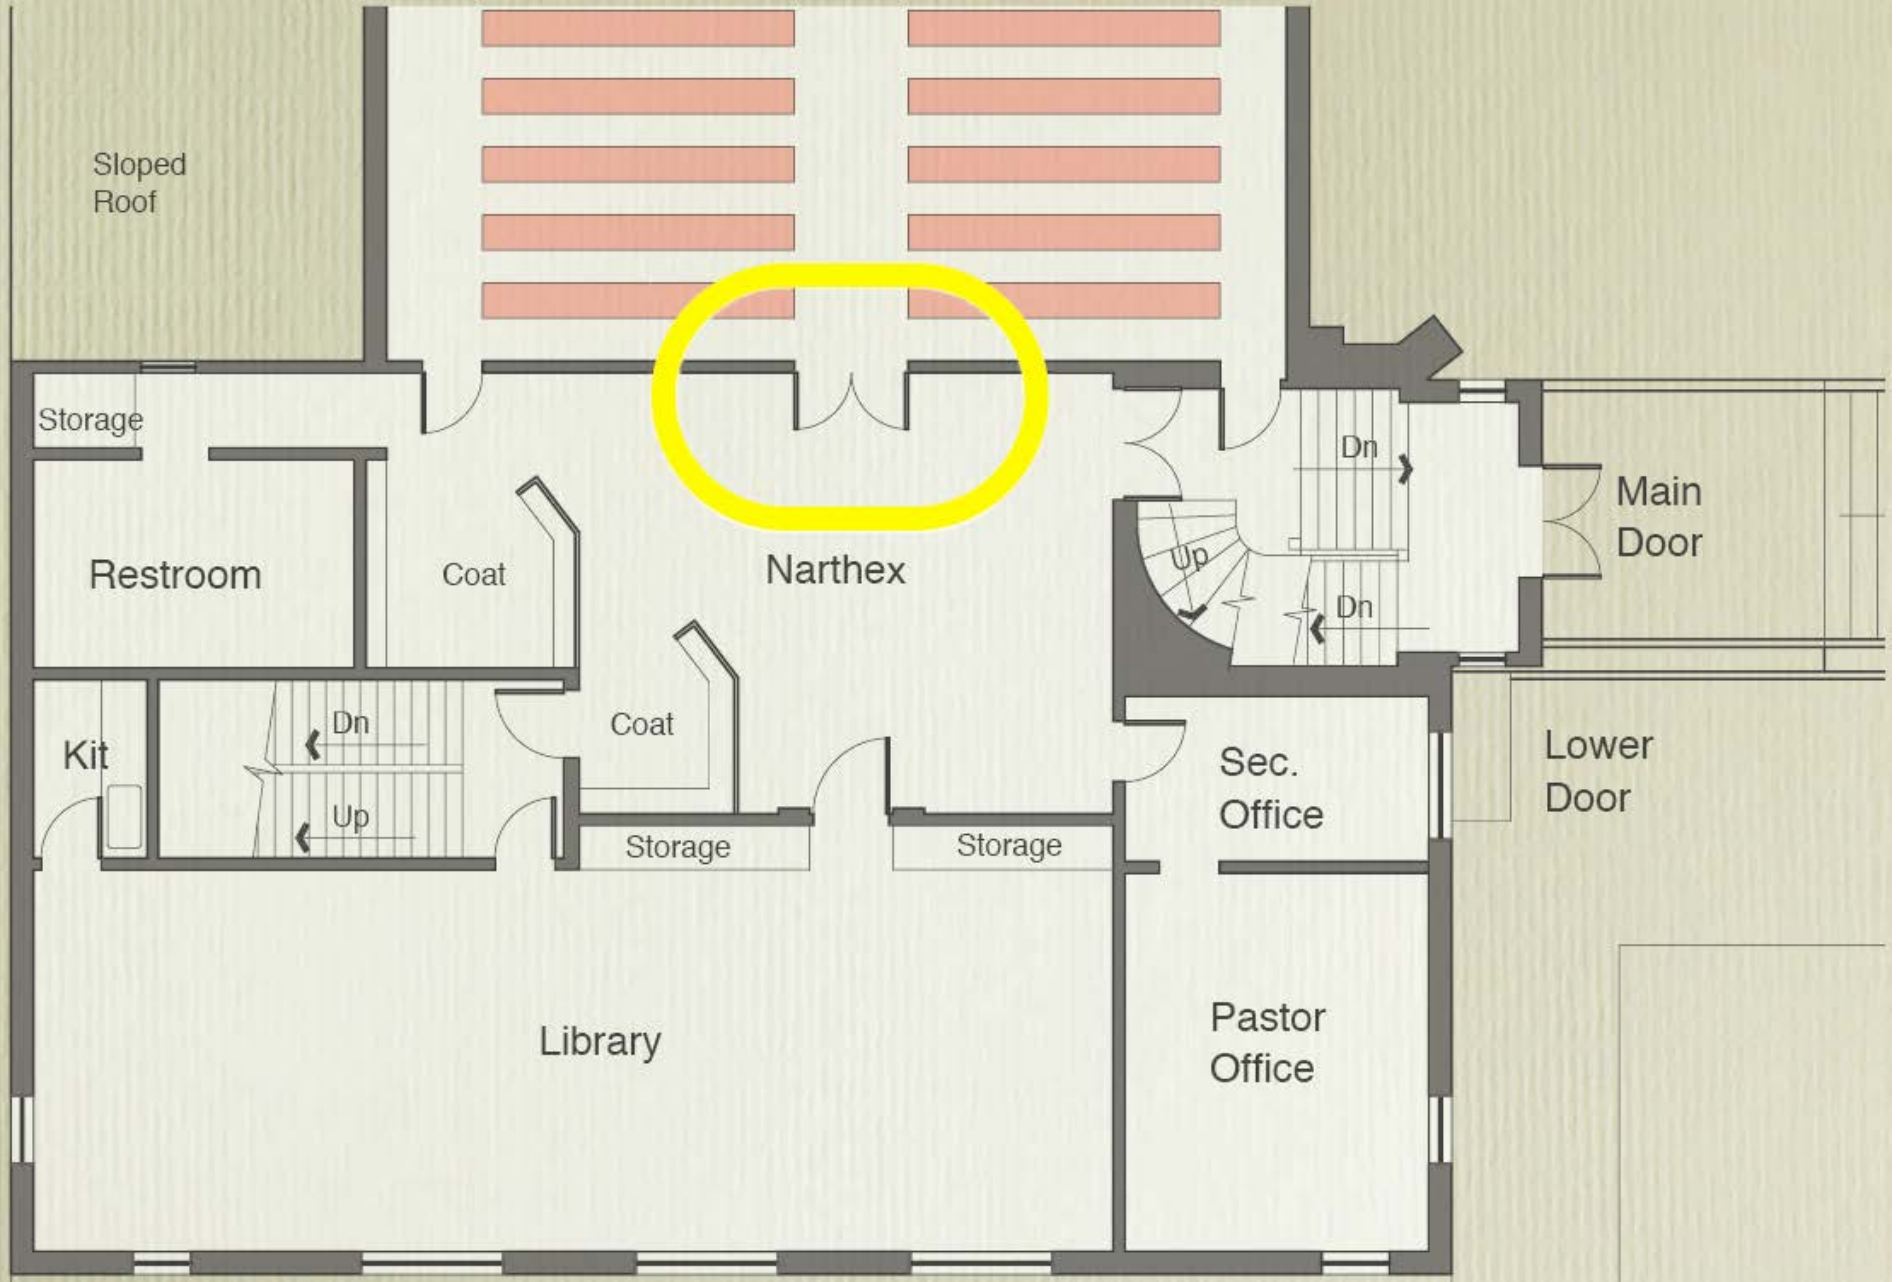 Sloped
Roof
Storage
Dn
Main
Door
Restroom
Coat
Narthex
Up
Dn
Kit
Dn
Coat
Sec.
Office
Lower
Door
Up
Storage
Storage
Library
Pastor
Office